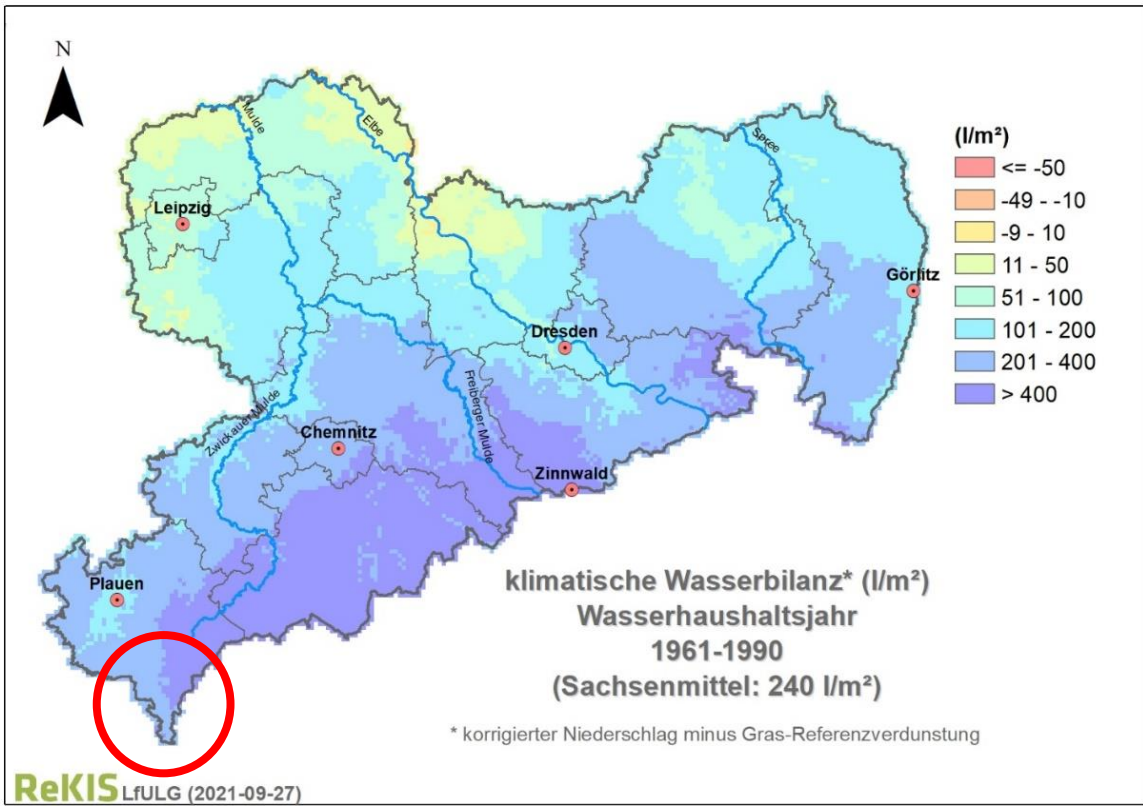 N
Mulde
Elbe
Spree
(l/m²)
<= -50
-49 - -10
-9 - 10
11 - 50
51 - 100
101 - 200
201 - 400
> 400
Leipzig
Görlitz
Dresden
Freiberger Mulde
Zwickauer Mulde
Chemnitz
Zinnwald
Plauen
klimatische Wasserbilanz* (l/m²)
Wasserhaushaltsjahr
1961-1990
(Sachsenmittel: 240 l/m²)
* korrigierter Niederschlag minus Gras-Referenzverdunstung
ReKIS LfULG (2021-09-27)